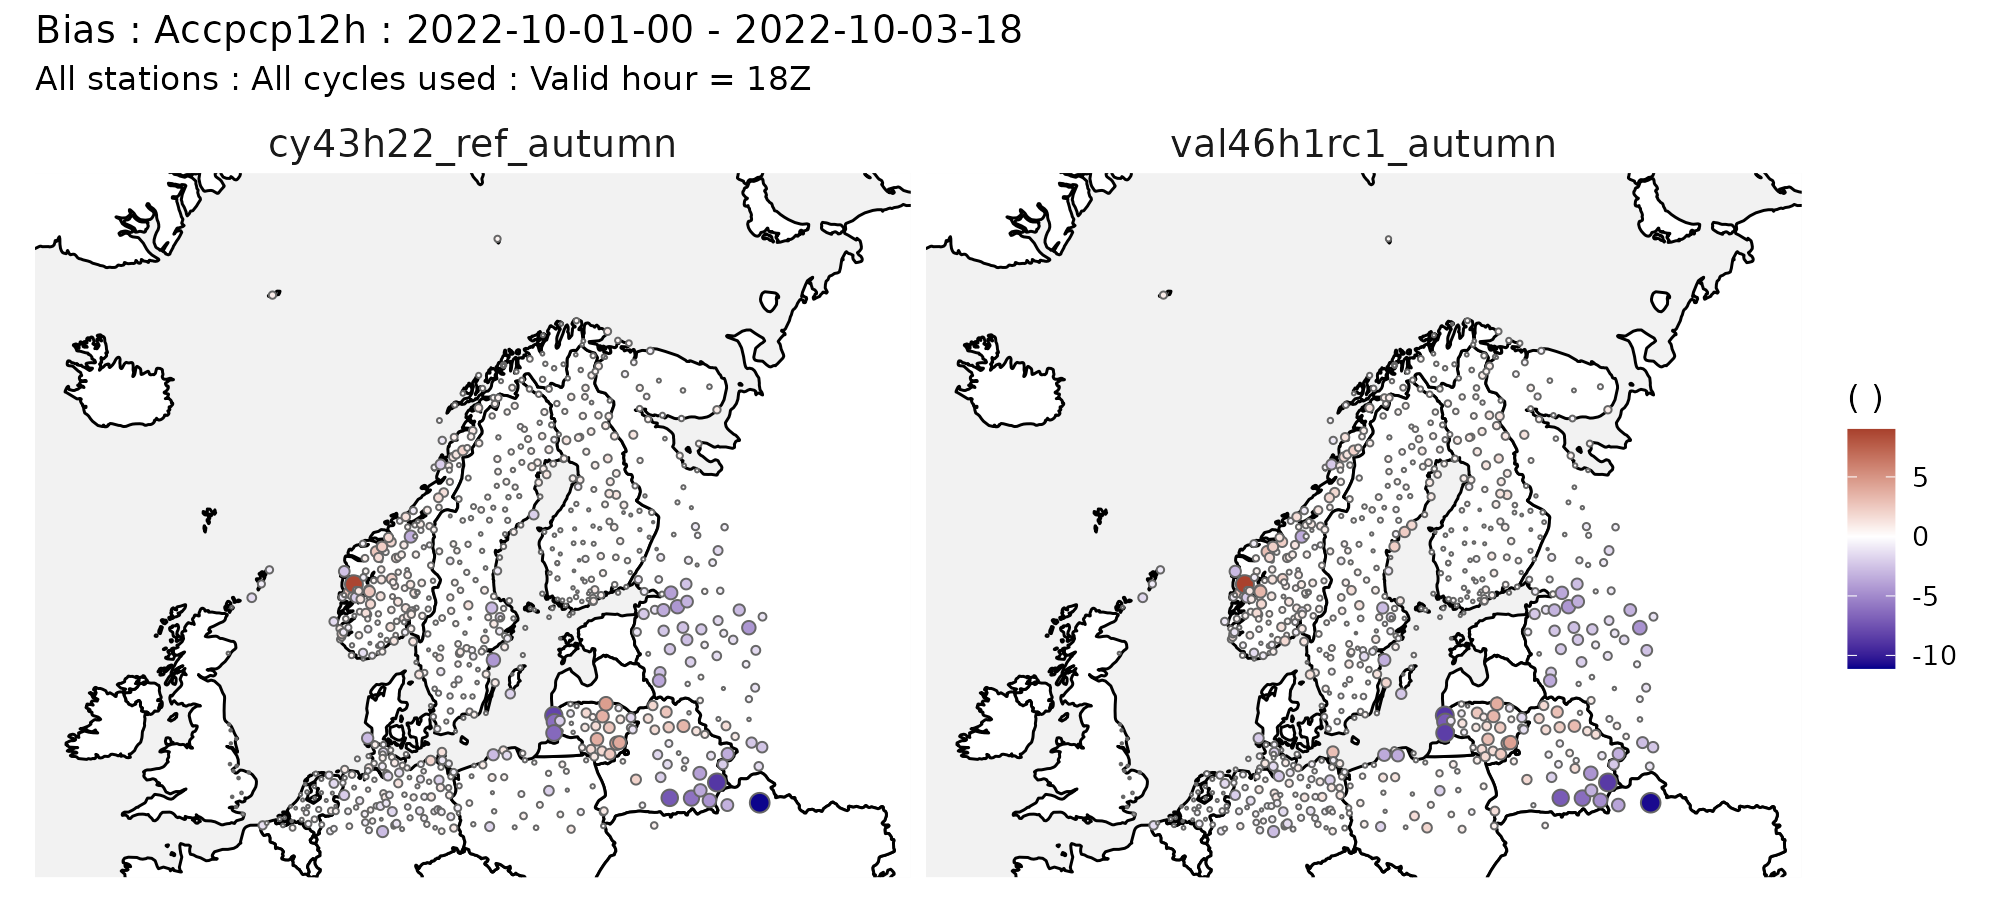 Bias : Accpcp12h : 2022-10-01-00 - 2022-10-03-18
All stations : All cycles used : Valid hour = 18Z
cy43h22_ref_autumn
val46h1rc1_autumn
( )
5
0
-5
-10